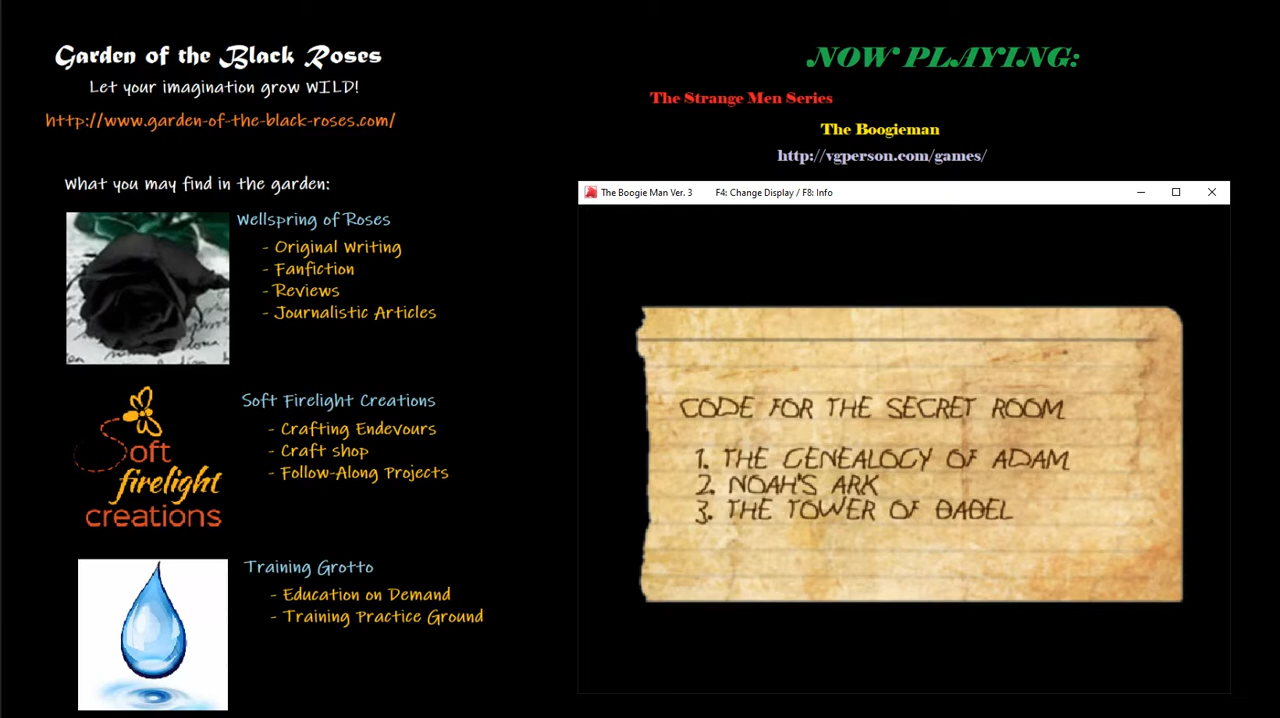 Garden of the Black Roses
Let your imagination grow WILD!
http://www.garden-of-the-black-roses.com/
What you may find in the garden:
Wellspring of Roses
- Original Writing
- Fanfiction
- Reviews
- Journalistic Articles
Soft Firelight Creations
- Crafting Endevours
- Craft shop
- Follow-Along Projects
Soft
firelight
creations
Training Grotto
- Education on Demand
- Training Practice Ground
NOW PLAYING:
The Strange Men Series
The Boogieman
http://vgperson.com/games/
The Boogie Man Ver. 3 F4: Change Display / F8: Info
CODE FOR THE SECRET ROOM
1. THE GENEALOGY OF ADAM
2. NOAH'S ARK
3. THE TOWER OF BABEL